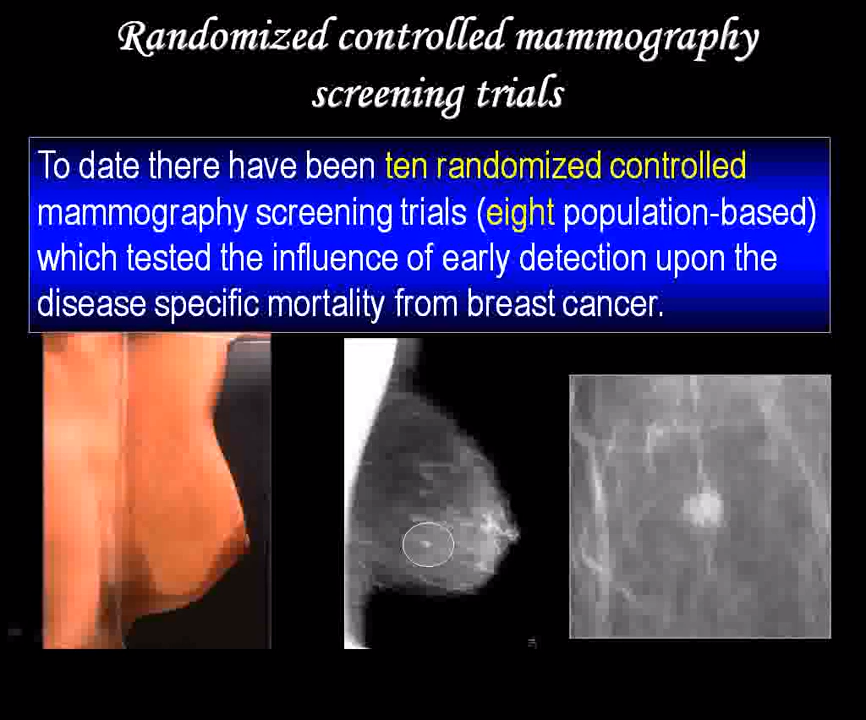 Randomized controlled mammography
screening trials
To date there have been ten randomized controlled
mammography screening trials (eight population-based)
which tested the influence of early detection upon the
disease specific mortality from breast cancer.